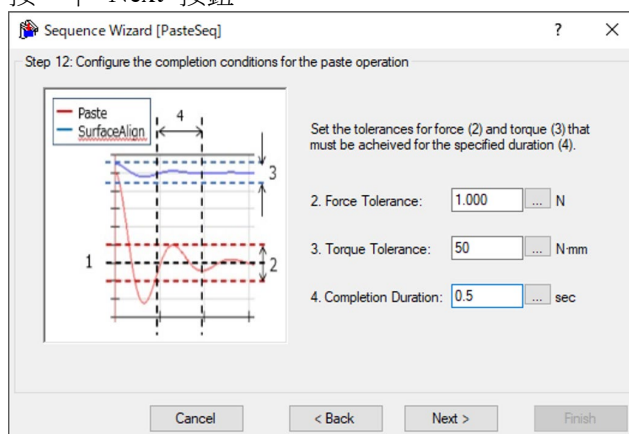 Sequence Wizard [PasteSeq]
Step 12: Configure the completion conditions for the paste operation
Paste
SurfaceAlign
4
3
1
2
Set the tolerances for force (2) and torque (3) that
must be acheived for the specified duration (4).
2. Force Tolerance: 1.000 ... N
3. Torque Tolerance: 50 ... N·mm
4. Completion Duration: 0.5 ... sec
Cancel < Back Next > Finish